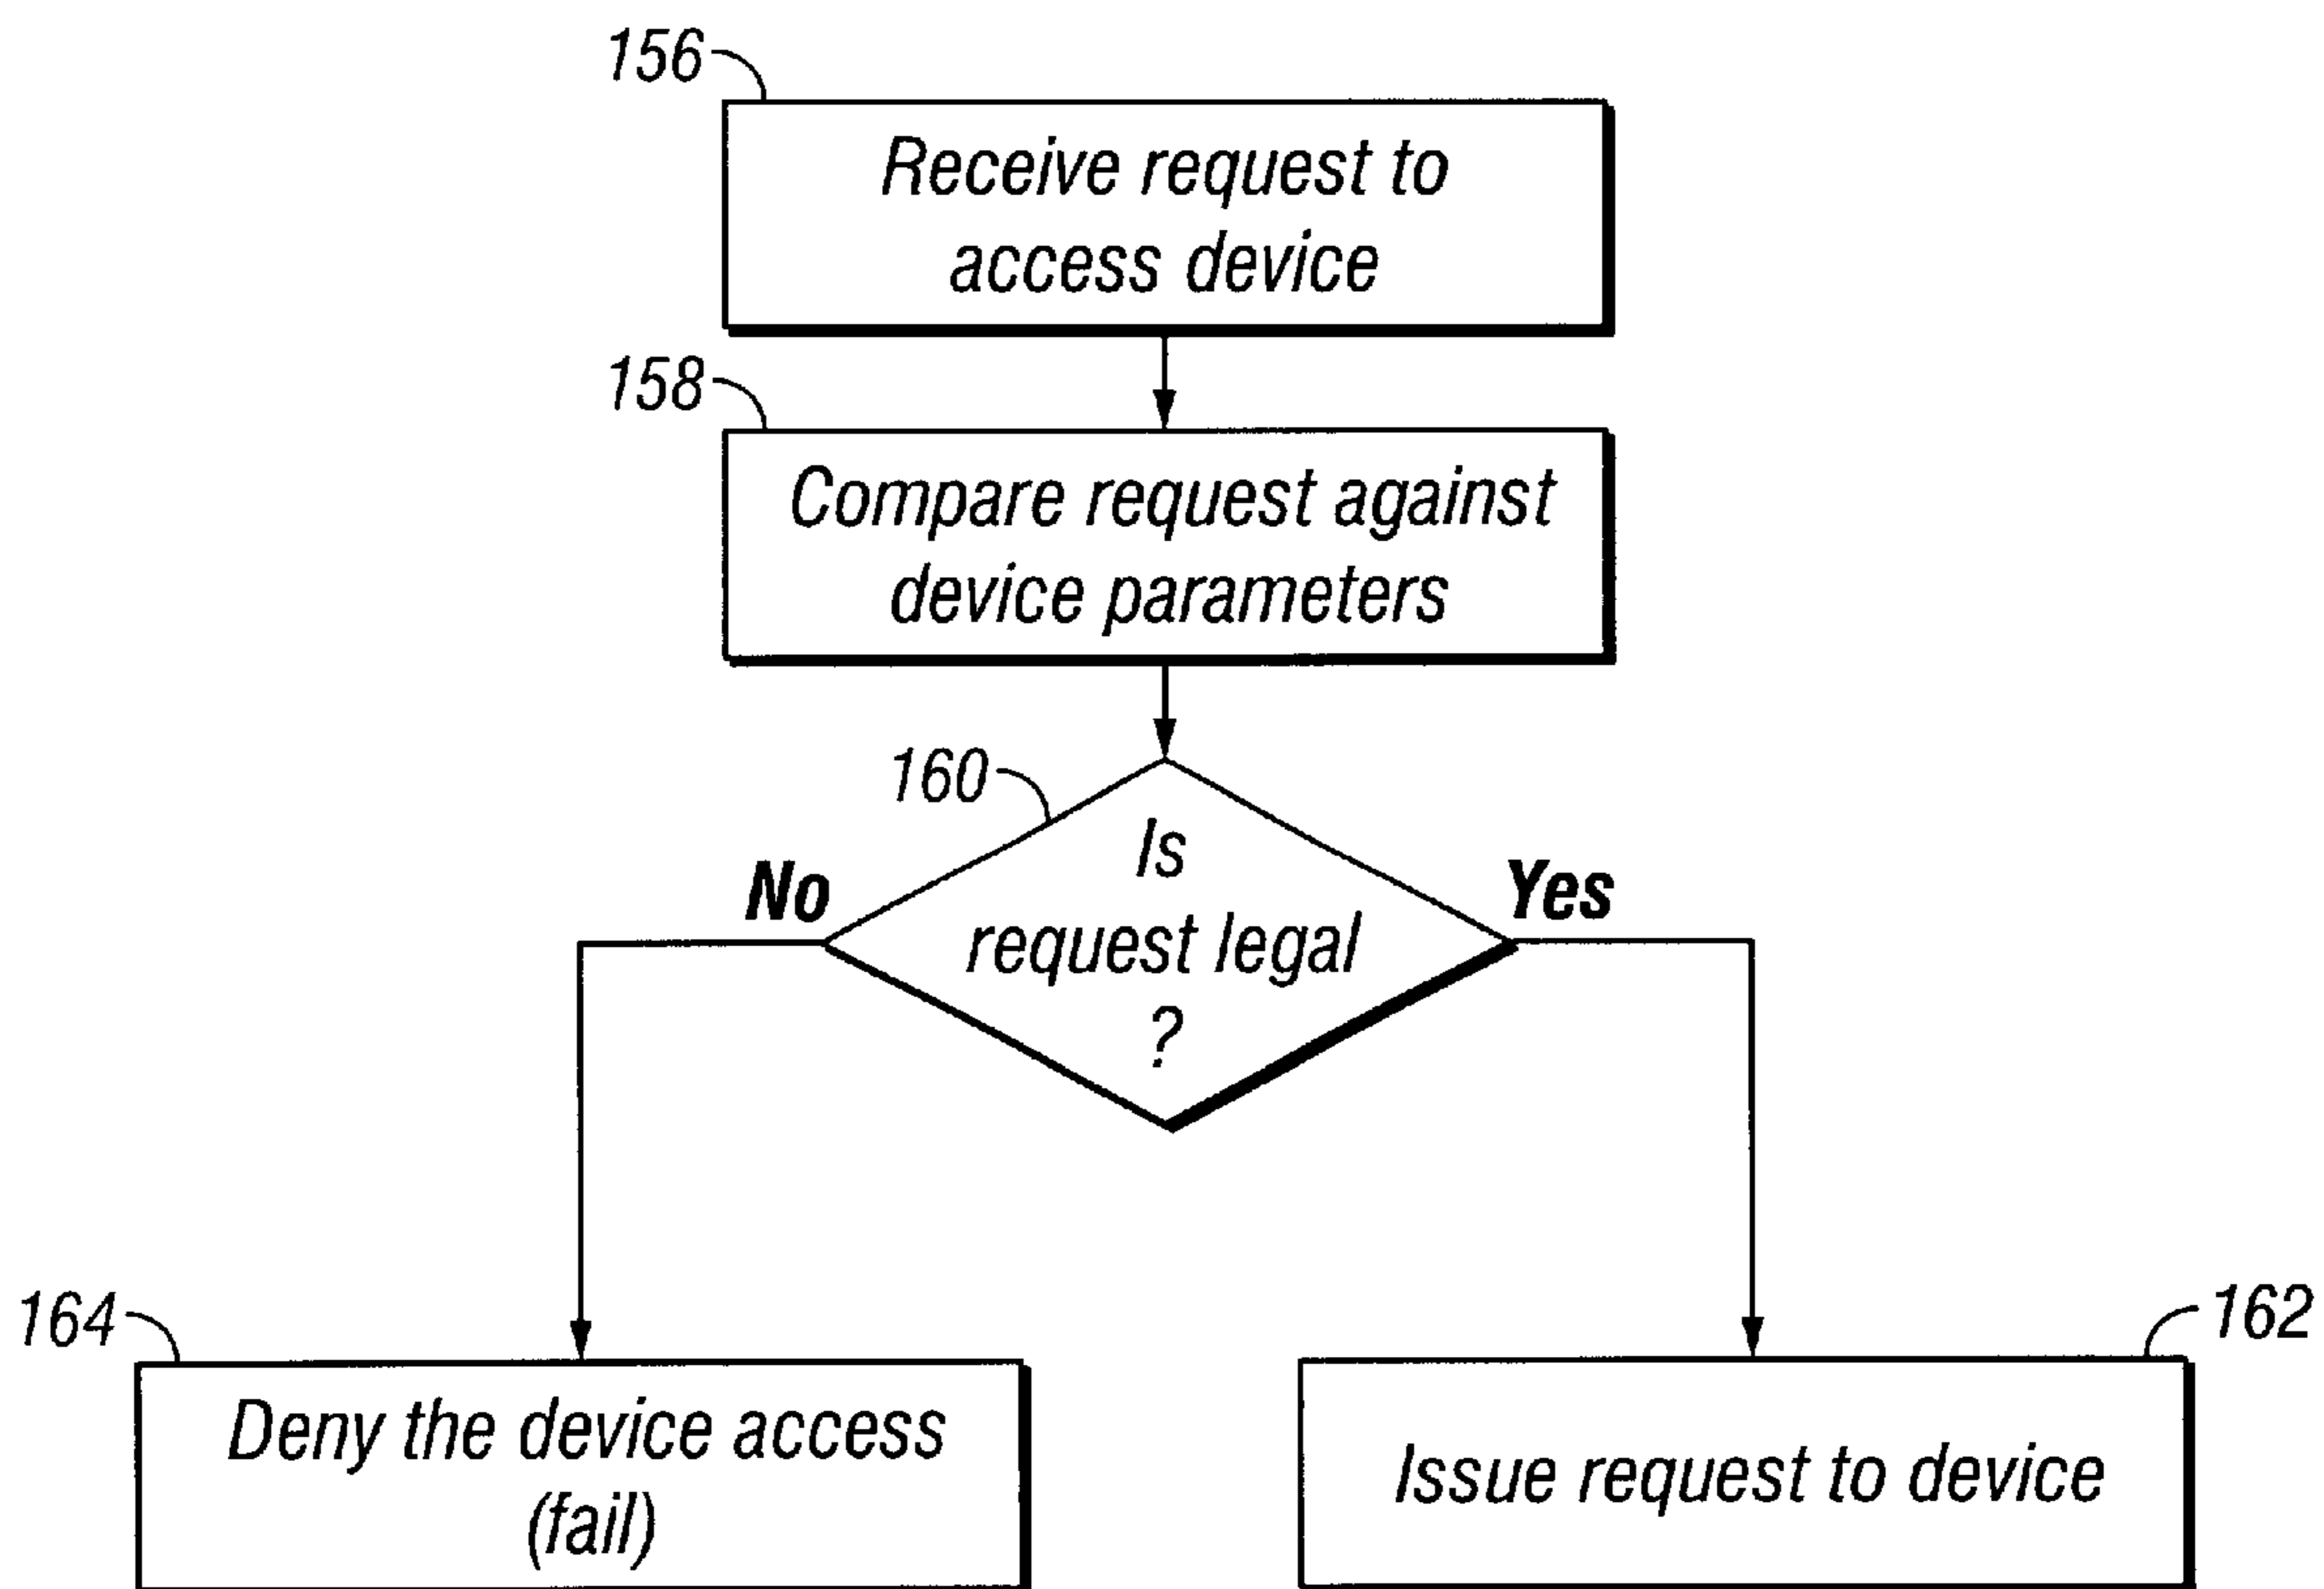 156
Receive request to
access device
158
Compare request against
device parameters
160
Is
request legal
?
No
Yes
164
Deny the device access
(fail)
162
Issue request to device